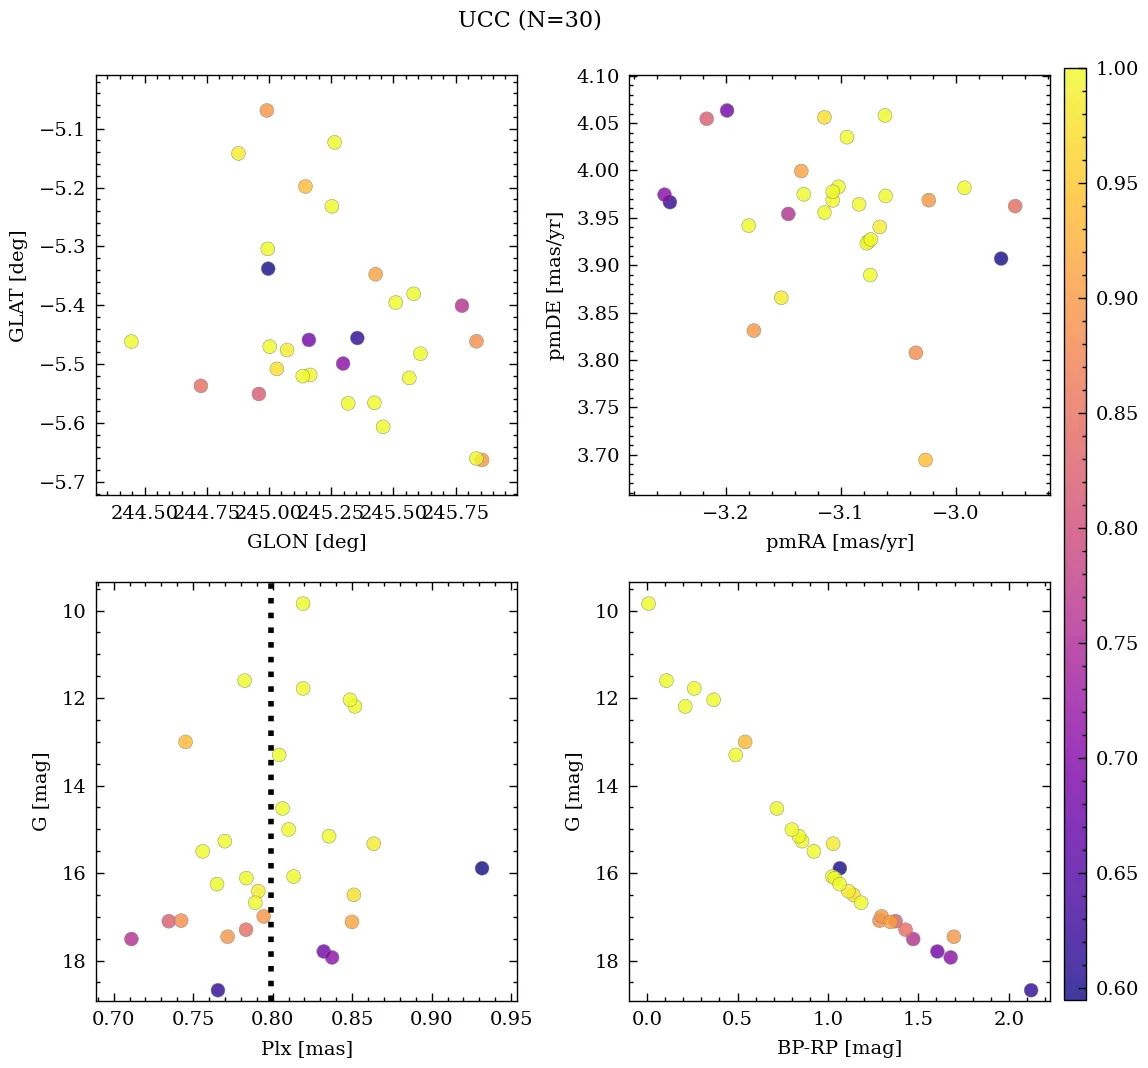 UCC (N=30)
−5.1
−5.2
−5.3
−5.4
−5.5
−5.6
−5.7
GLAT [deg]
244.50 244.75 245.00 245.25 245.50 245.75
GLON [deg]
4.10
4.05
4.00
3.95
3.90
3.85
3.80
3.75
3.70
pmDE [mas/yr]
−3.2 −3.1 −3.0
pmRA [mas/yr]
10
12
14
16
18
G [mag]
0.70 0.75 0.80 0.85 0.90 0.95
Plx [mas]
10
12
14
16
18
G [mag]
0.0 0.5 1.0 1.5 2.0
BP-RP [mag]
1.00
0.95
0.90
0.85
0.80
0.75
0.70
0.65
0.60